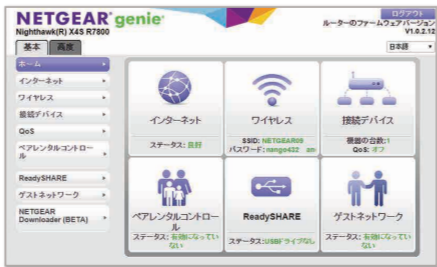 NETGEAR® genie®
Nighthawk(R) X4S R7800
ログアウト
ルーターのファームウェアバージョン
V1.0.2.12
基本 高度
日本語
ホーム
インターネット
ワイヤレス
接続デバイス
QoS
ペアレンタルコントロー
ル
ReadySHARE
ゲストネットワーク
NETGEAR
Downloader (BETA)
インターネット
ステータス: 良好
ワイヤレス
SSID: NETGEAR09
パスワード:
接続デバイス
機器の台数:1
QoS: オフ
ペアレンタルコントロー
ル
ステータス: 有効になってい
ない
ReadySHARE
ステータス:USBドライブなし
ゲストネットワーク
ステータス: 有効になってい
ない